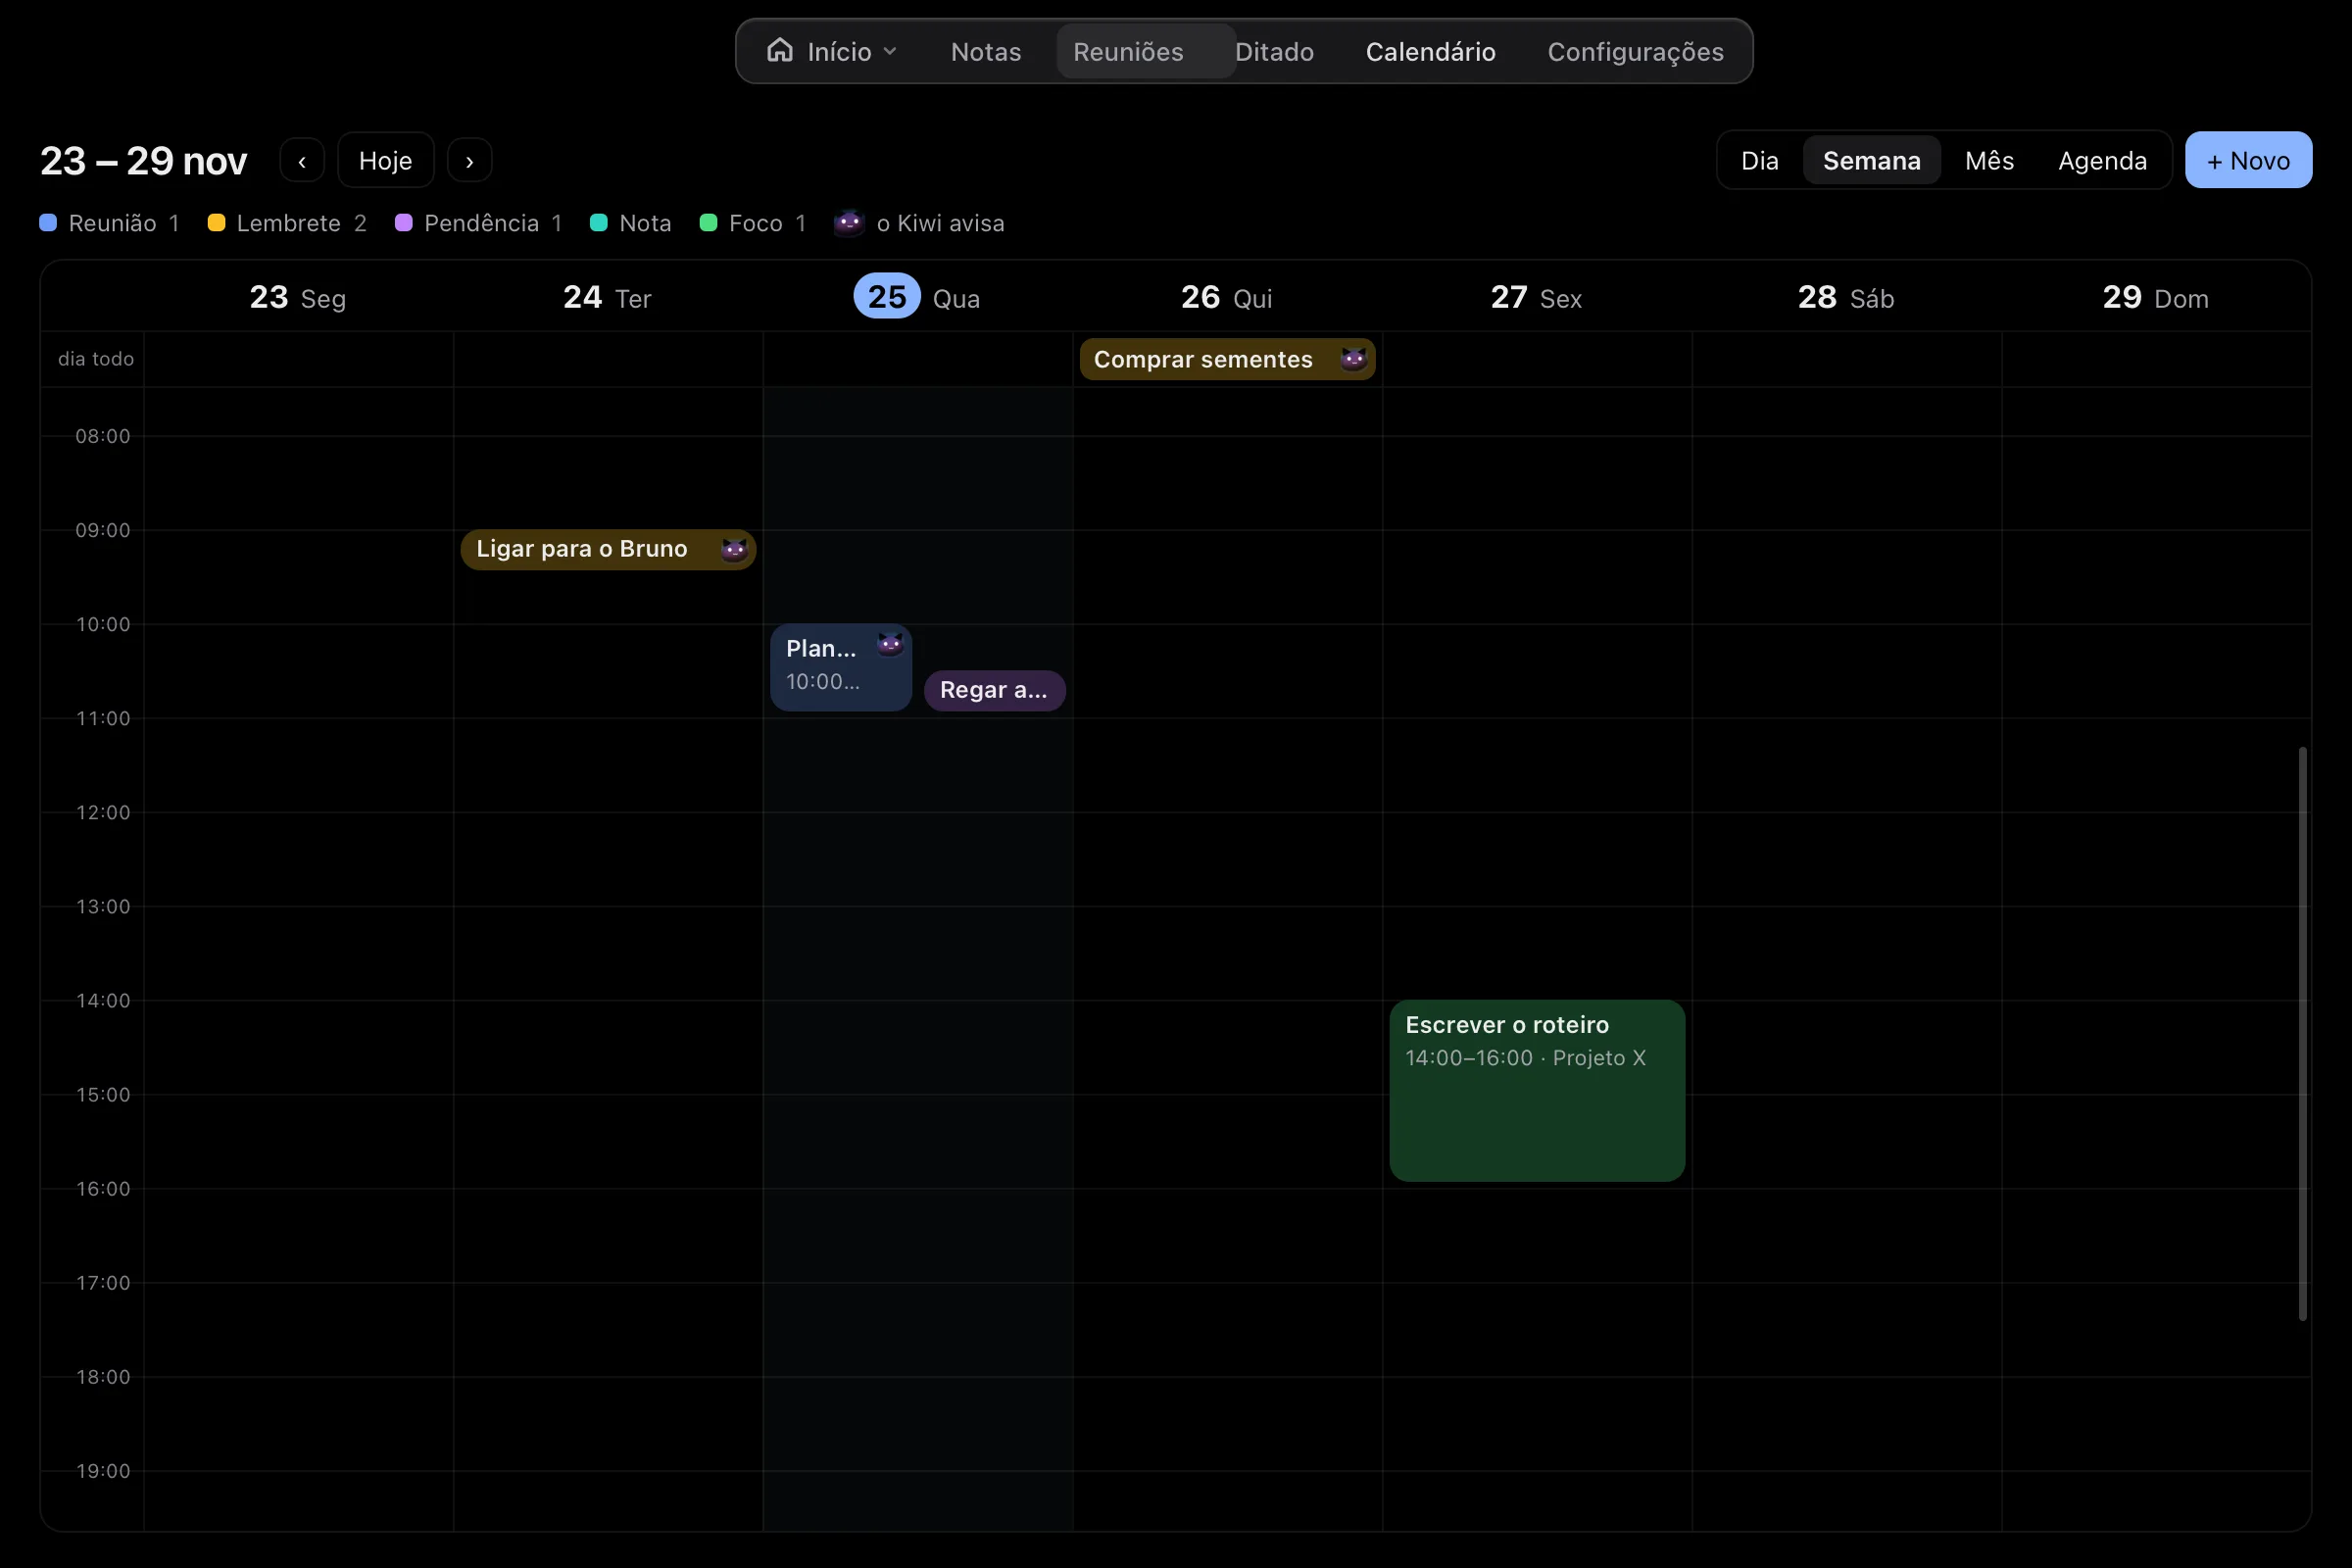 Início Notas Reuniões Ditado Calendário Configurações
23 – 29 nov ‹ Hoje › Dia Semana Mês Agenda + Novo
Reunião 1 Lembrete 2 Pendência 1 Nota Foco 1 o Kiwi avisa
23 Seg 24 Ter 25 Qua 26 Qui 27 Sex 28 Sáb 29 Dom
dia todo Comprar sementes
08:00
09:00 Ligar para o Bruno
10:00
Plan...
10:00...
Regar a...
11:00
12:00
13:00
14:00
Escrever o roteiro
14:00–16:00 · Projeto X
15:00
16:00
17:00
18:00
19:00